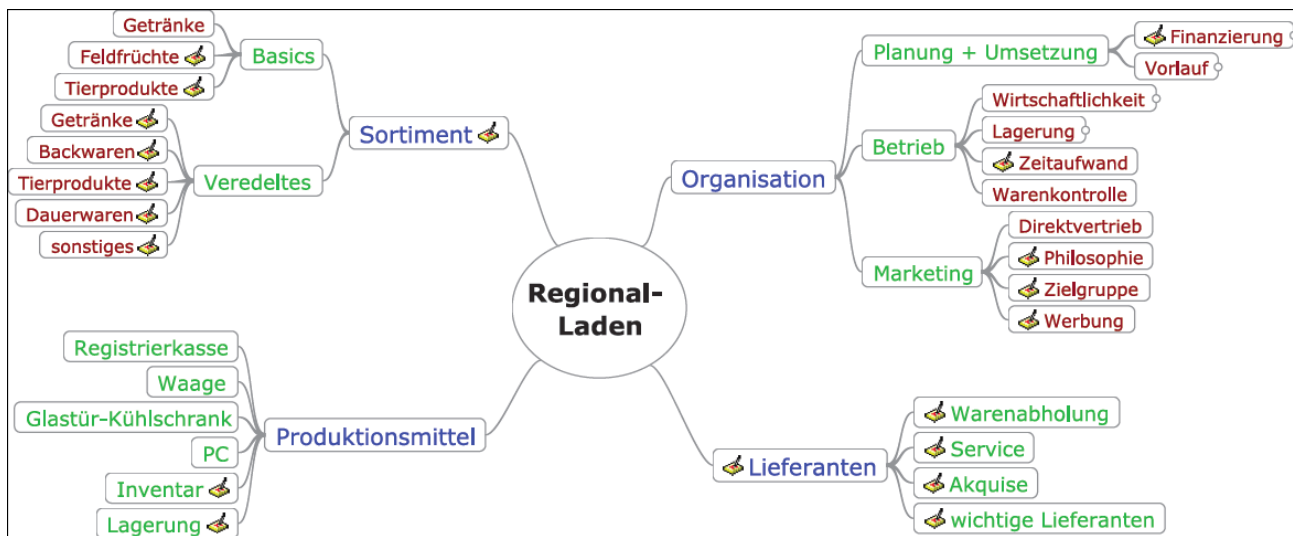 Regional-
Laden
Sortiment
Basics
Getränke
Feldfrüchte
Tierprodukte
Veredeltes
Getränke
Backwaren
Tierprodukte
Dauerwaren
sonstiges
Produktionsmittel
Registrierkasse
Waage
Glastür-Kühlschrank
PC
Inventar
Lagerung
Organisation
Planung + Umsetzung
Finanzierung
Vorlauf
Betrieb
Wirtschaftlichkeit
Lagerung
Zeitaufwand
Warenkontrolle
Marketing
Direktvertrieb
Philosophie
Zielgruppe
Werbung
Lieferanten
Warenabholung
Service
Akquise
wichtige Lieferanten